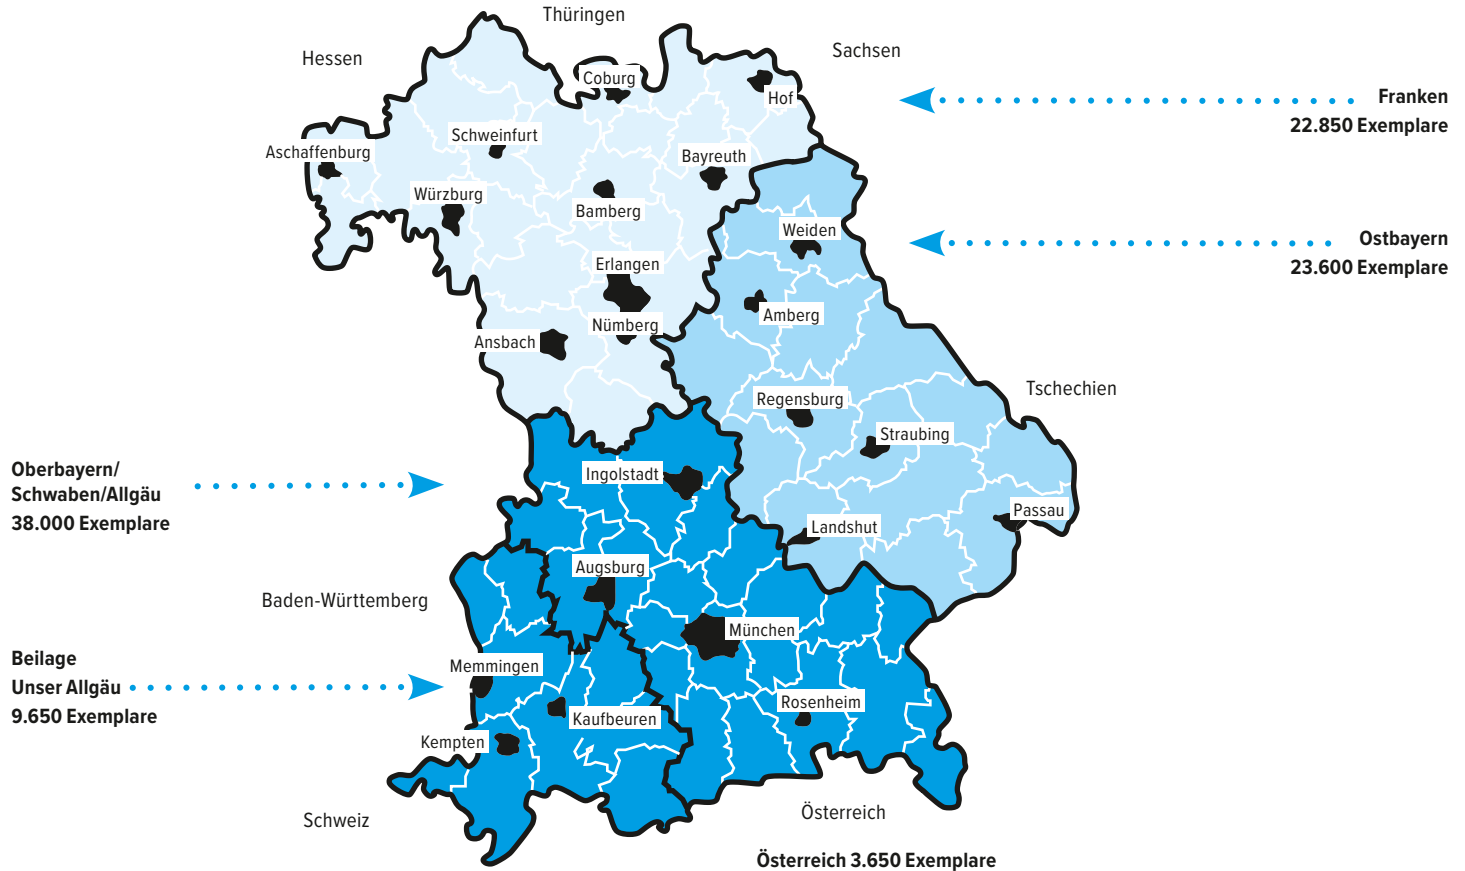 Thüringen
Hessen
Sachsen
Coburg
Hof
Franken
22.850 Exemplare
Schweinfurt
Aschaffenburg
Bayreuth
Würzburg
Bamberg
Weiden
Ostbayern
23.600 Exemplare
Erlangen
Amberg
Nümberg
Ansbach
Tschechien
Regensburg
Straubing
Oberbayern/
Schwaben/Allgäu
38.000 Exemplare
Ingolstadt
Passau
Landshut
Augsburg
Baden-Württemberg
München
Beilage
Unser Allgäu
9.650 Exemplare
Memmingen
Rosenheim
Kaufbeuren
Kempten
Schweiz
Österreich
Österreich 3.650 Exemplare